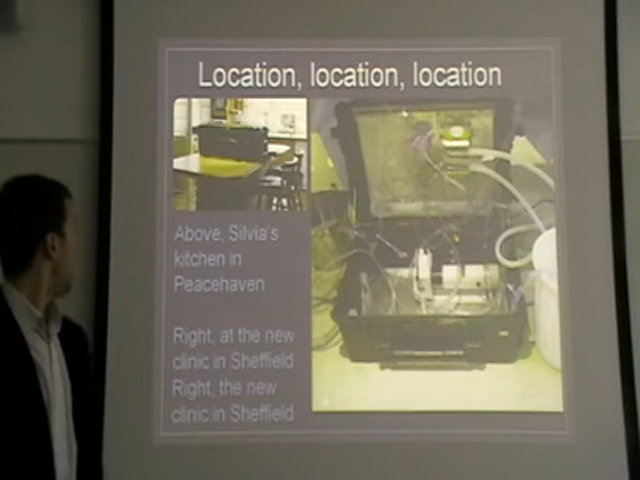 Location, location, location
Above, Silvia's
kitchen in
Peacehaven
Right, at the new
clinic in Sheffield
Right, the new
clinic in Sheffield